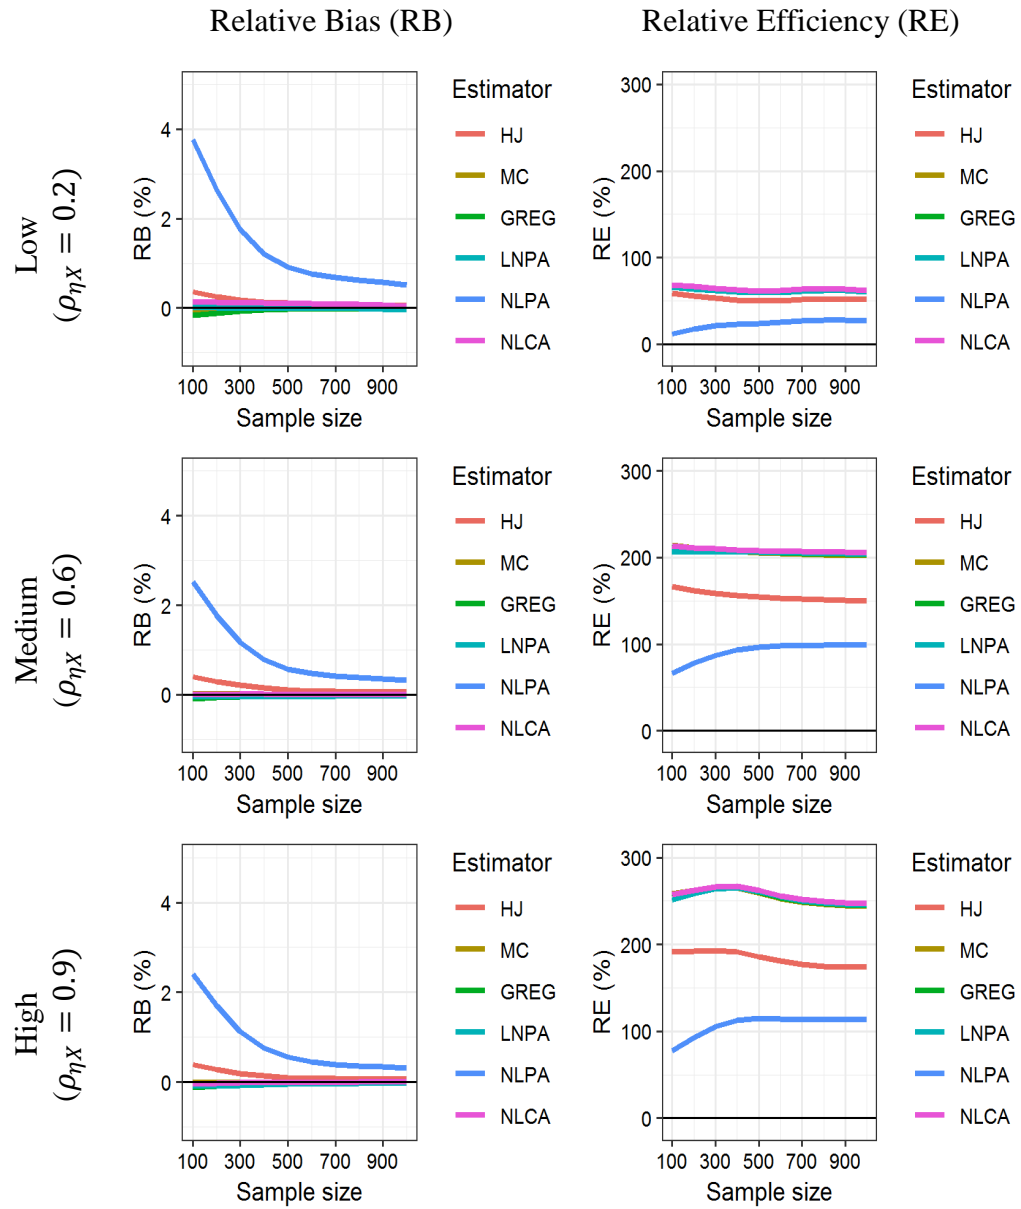 Relative Bias (RB)
Relative Efficiency (RE)
Low
(ρηX = 0.2)
RB (%)
4
2
0
100 300 500 700 900
Sample size
Estimator
HJ
MC
GREG
LNPA
NLPA
NLCA
RE (%)
300
200
100
0
100 300 500 700 900
Sample size
Estimator
HJ
MC
GREG
LNPA
NLPA
NLCA
Medium
(ρηX = 0.6)
RB (%)
4
2
0
100 300 500 700 900
Sample size
Estimator
HJ
MC
GREG
LNPA
NLPA
NLCA
RE (%)
300
200
100
0
100 300 500 700 900
Sample size
Estimator
HJ
MC
GREG
LNPA
NLPA
NLCA
High
(ρηX = 0.9)
RB (%)
4
2
0
100 300 500 700 900
Sample size
Estimator
HJ
MC
GREG
LNPA
NLPA
NLCA
RE (%)
300
200
100
0
100 300 500 700 900
Sample size
Estimator
HJ
MC
GREG
LNPA
NLPA
NLCA